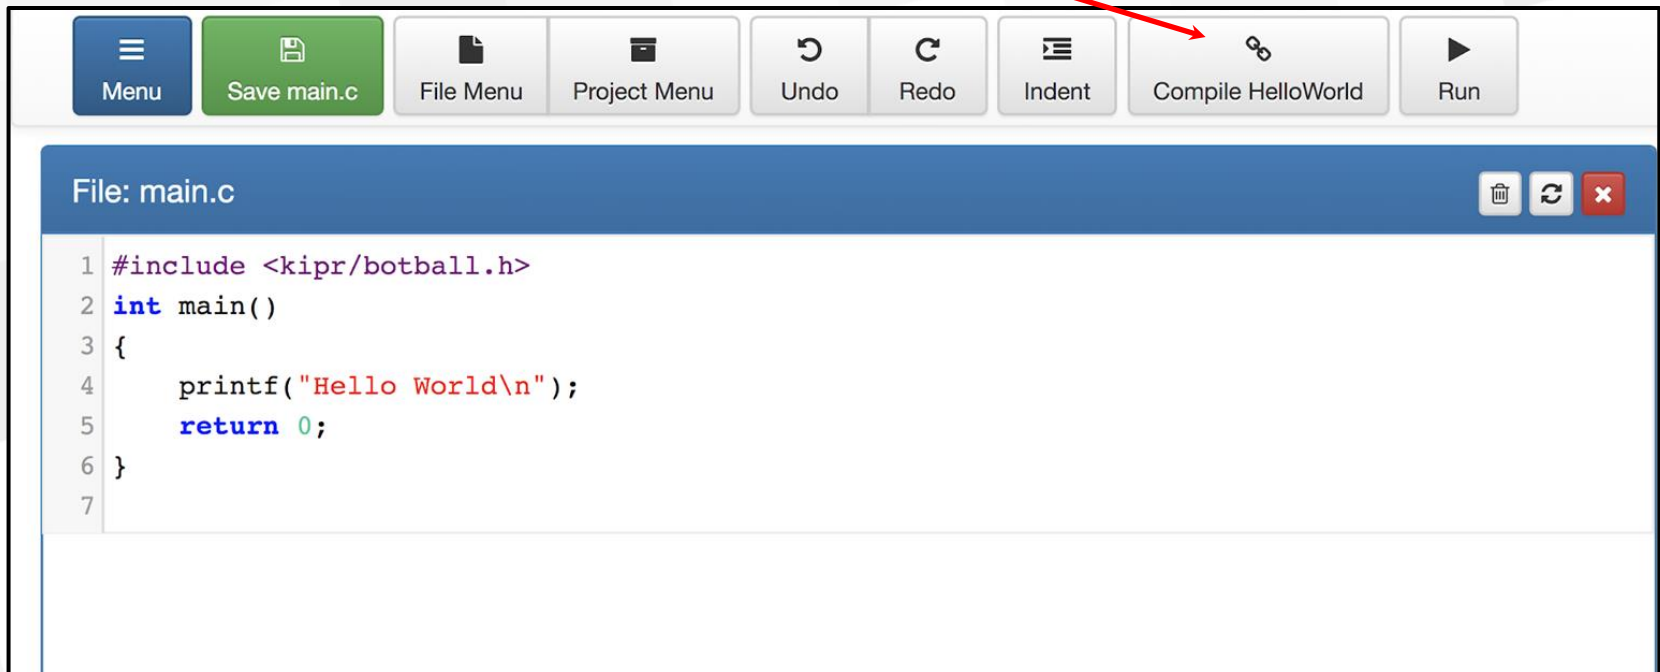 Menu Save main.c File Menu Project Menu Undo Redo Indent Compile HelloWorld Run
File: main.c
1 #include <kipr/botball.h>
2 int main()
3 {
4     printf("Hello World\n");
5     return 0;
6 }
7